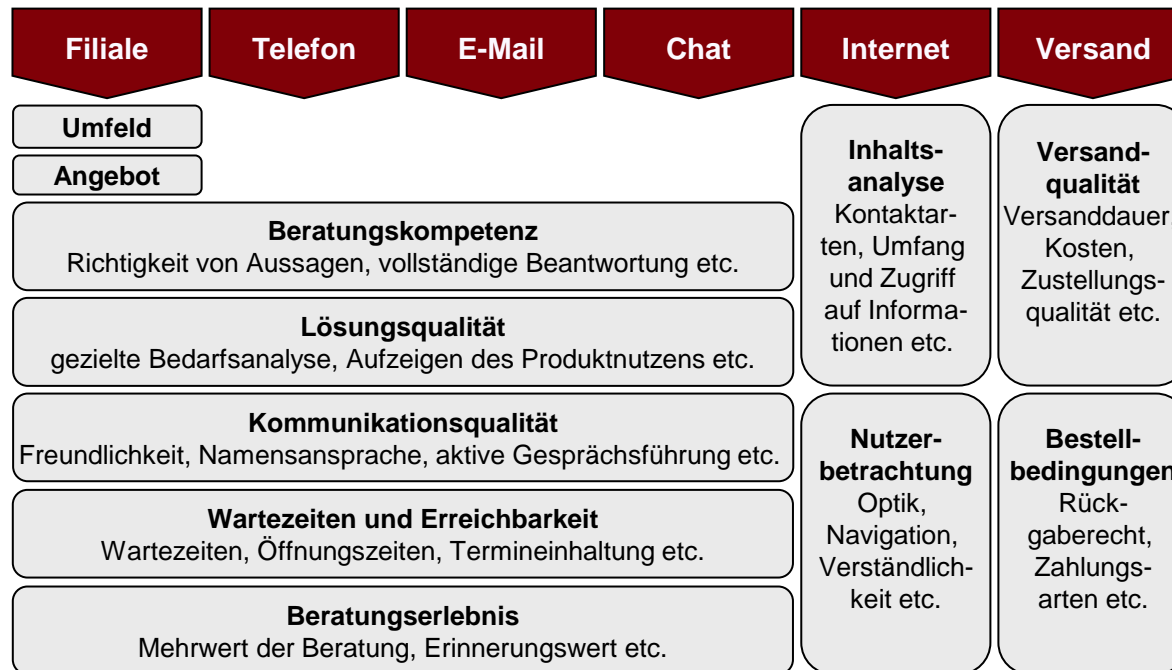 Filiale
Telefon
E-Mail
Chat
Internet
Versand
Umfeld
Angebot
Beratungskompetenz
Richtigkeit von Aussagen, vollständige Beantwortung etc.
Lösungsqualität
gezielte Bedarfsanalyse, Aufzeigen des Produktnutzens etc.
Kommunikationsqualität
Freundlichkeit, Namensansprache, aktive Gesprächsführung etc.
Wartezeiten und Erreichbarkeit
Wartezeiten, Öffnungszeiten, Termineinhaltung etc.
Beratungserlebnis
Mehrwert der Beratung, Erinnerungswert etc.
Inhalts-
analyse
Kontaktar-
ten, Umfang
und Zugriff
auf Informa-
tionen etc.
Nutzer-
betrachtung
Optik,
Navigation,
Verständlich-
keit etc.
Versand-
qualität
Versanddauer,
Kosten,
Zustellungs-
qualität etc.
Bestell-
bedingungen
Rück-
gaberecht,
Zahlungs-
arten etc.